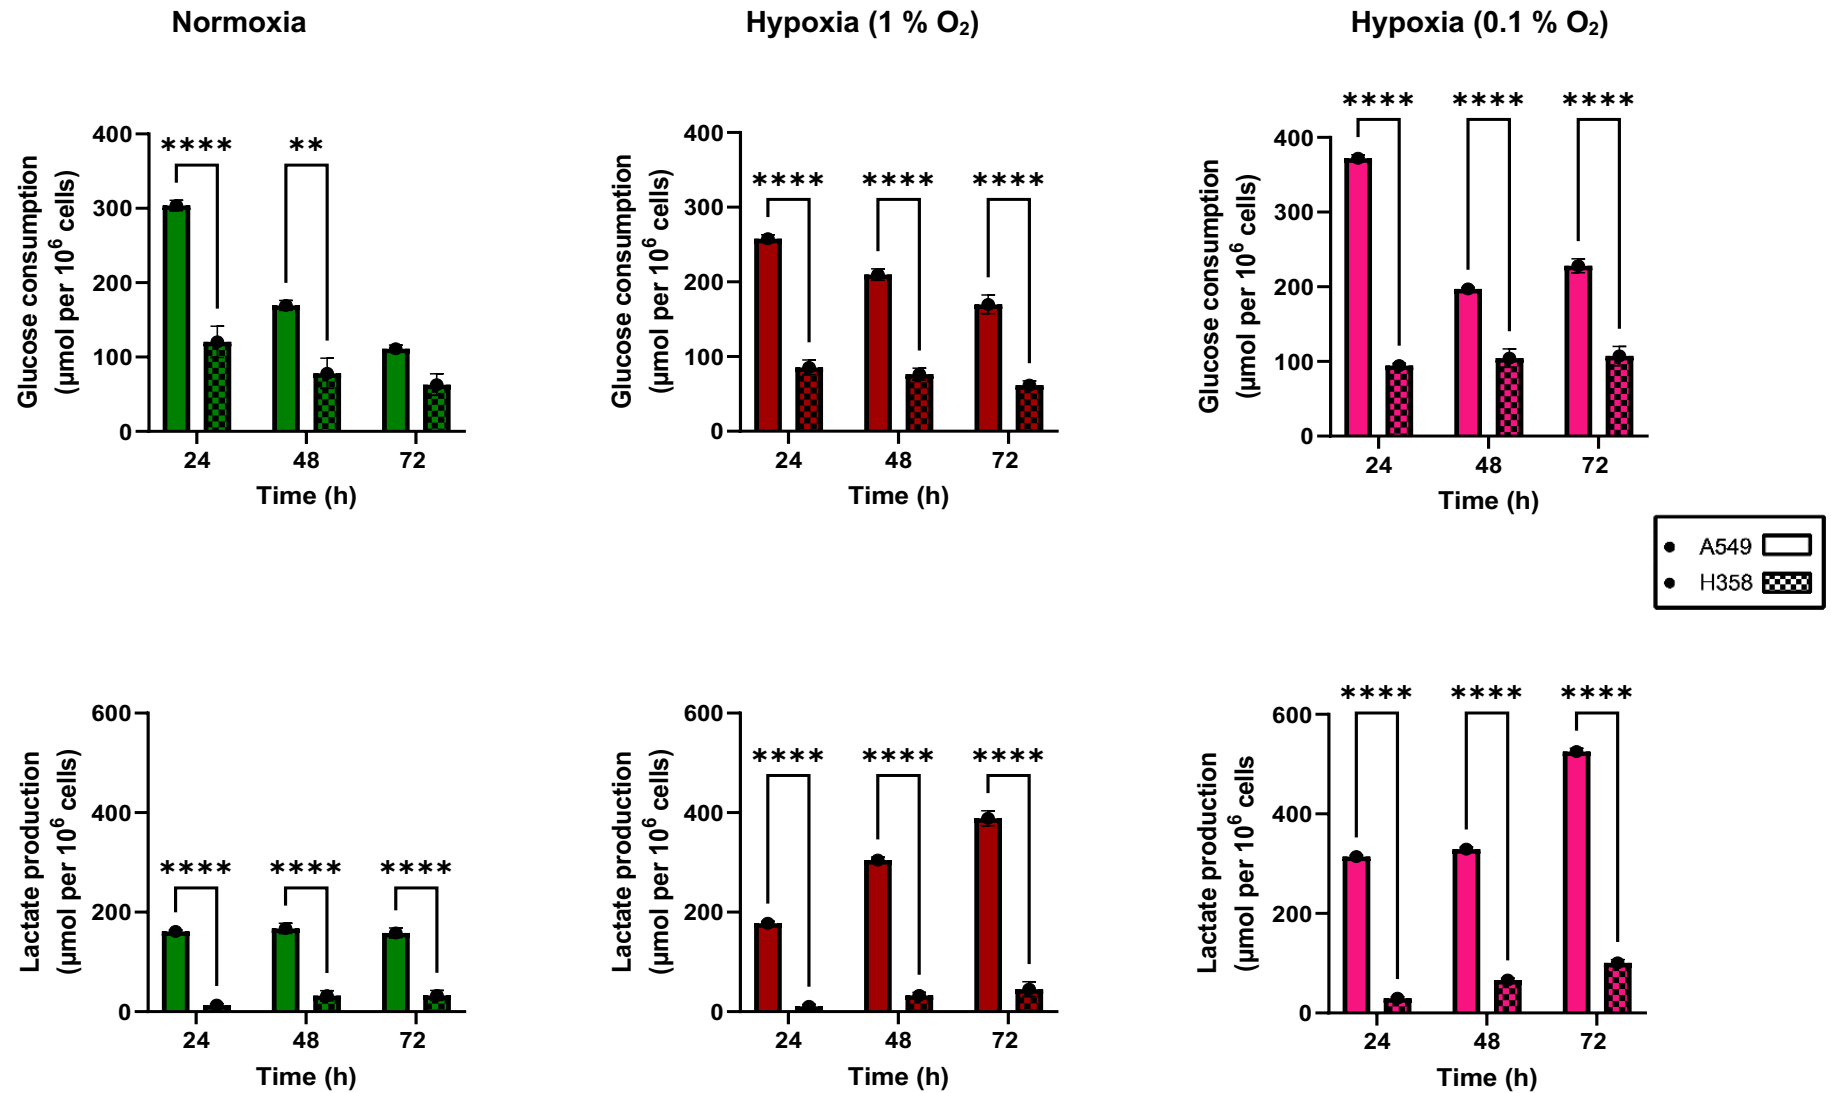 Normoxia
Hypoxia (1 % O₂)
Hypoxia (0.1 % O₂)
Glucose consumption
(µmol per 10⁶ cells)
400
300
200
100
0
****
**
24
48
72
Time (h)
Glucose consumption
(µmol per 10⁶ cells)
400
300
200
100
0
****
****
****
24
48
72
Time (h)
Glucose consumption
(µmol per 10⁶ cells)
400
300
200
100
0
****
****
****
24
48
72
Time (h)
A549
H358
Lactate production
(µmol per 10⁶ cells)
600
400
200
0
****
****
****
24
48
72
Time (h)
Lactate production
(µmol per 10⁶ cells)
600
400
200
0
****
****
****
24
48
72
Time (h)
Lactate production
(µmol per 10⁶ cells
600
400
200
0
****
****
****
24
48
72
Time (h)